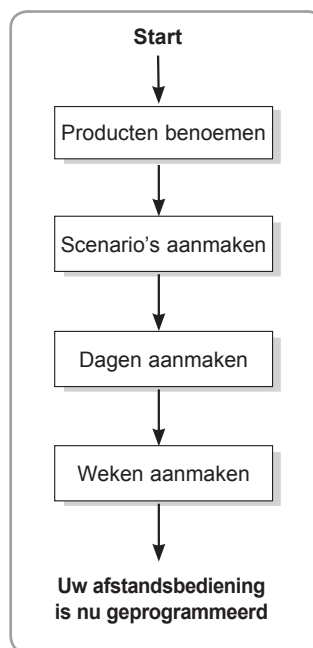 Start
Producten benoemen
Scenario's aanmaken
Dagen aanmaken
Weken aanmaken
Uw afstandsbediening
is nu geprogrammeerd